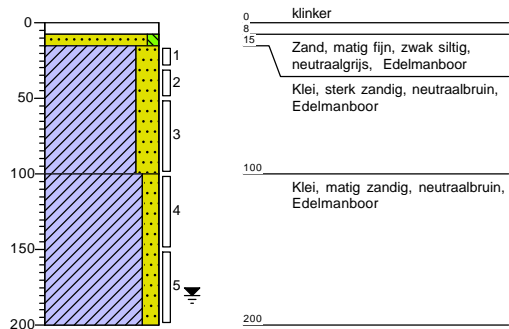 0
50
100
150
200
1
2
3
4
5
0
klinker
8
15
Zand, matig fijn, zwak siltig,
neutraalgrijs, Edelmanboor
Klei, sterk zandig, neutraalbruin,
Edelmanboor
100
Klei, matig zandig, neutraalbruin,
Edelmanboor
200